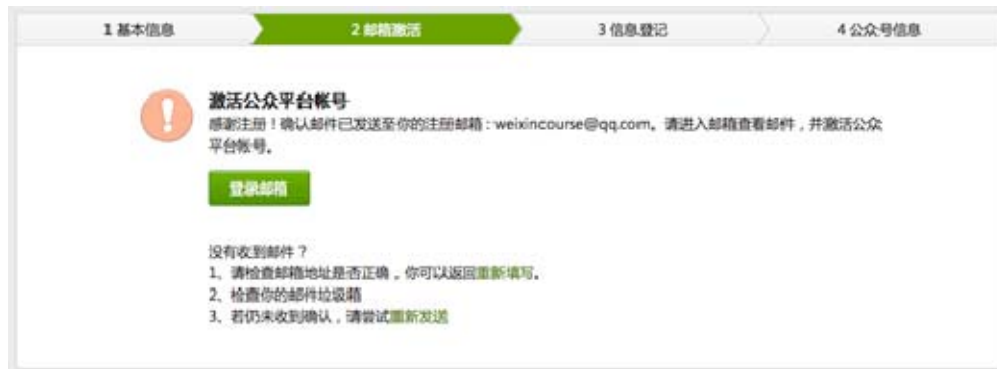 1 基本信息
2 邮箱激活
3 信息登记
4 公众号信息
激活公众平台帐号
感谢注册！确认邮件已发送至你的注册邮箱：weixincourse@qq.com。请进入邮箱查看邮件，并激活公众
平台帐号。
登录邮箱
没有收到邮件？
1、请检查邮箱地址是否正确，你可以返回重新填写。
2、检查你的邮件垃圾箱
3、若仍未收到确认，请尝试重新发送